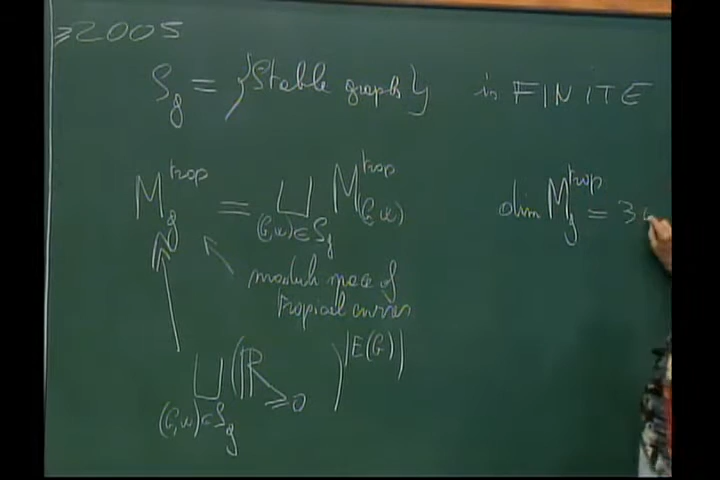 ≥2005
S_g = {Stable graph} is FINITE
M_g^trop = ⊔_{(G,w)∈S_g} M_{(G,w)}^trop
dim M_g^trop = 3g
moduli space of
tropical curves
⊔_{(G,w)∈S_g} (ℝ_{≥0})^{|E(G)|}